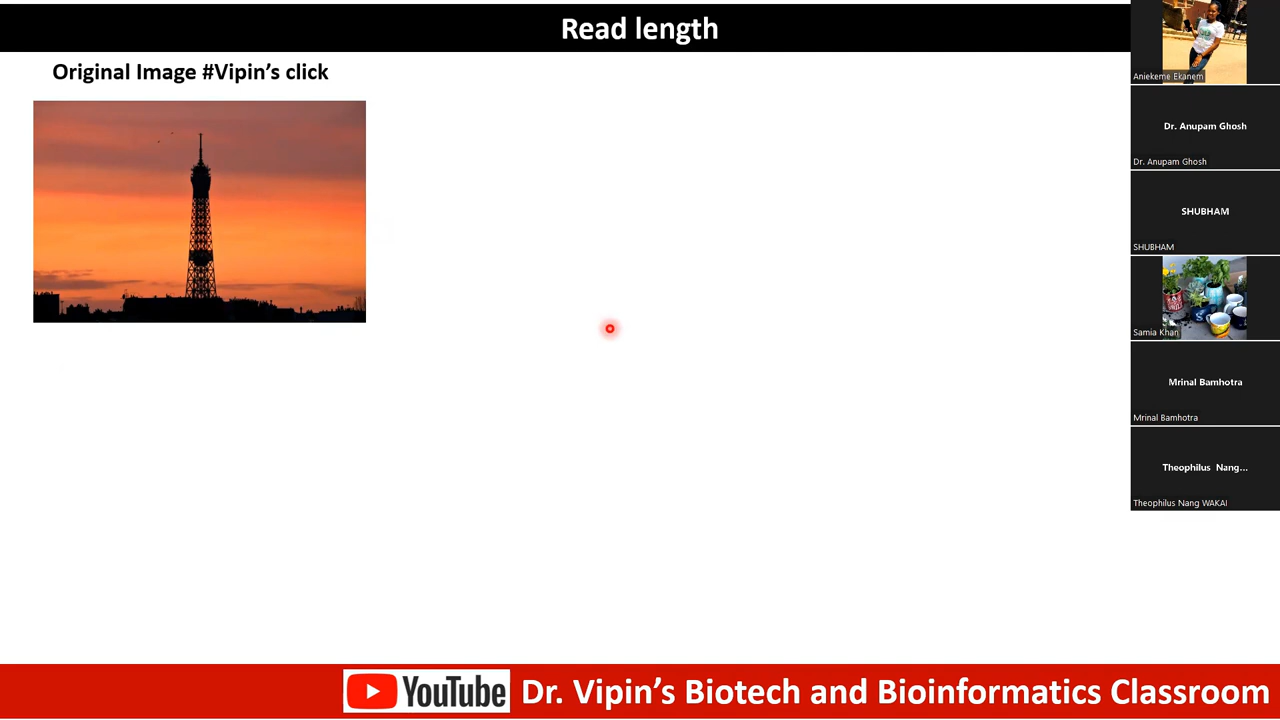 Read length
Original Image #Vipin's click
Aniekeme Ekanem
Dr. Anupam Ghosh
Dr. Anupam Ghosh
SHUBHAM
SHUBHAM
Samia Khan
Mrinal Bamhotra
Mrinal Bamhotra
Theophilus Nang...
Theophilus Nang WAKAI
YouTube Dr. Vipin's Biotech and Bioinformatics Classroom